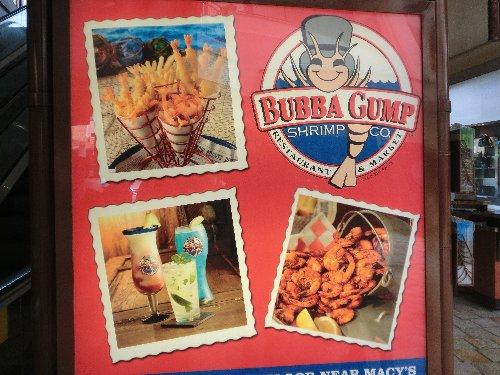 BUBBA GUMP
SHRIMP CO.
RESTAURANT & MARKET
NEAR MACY'S